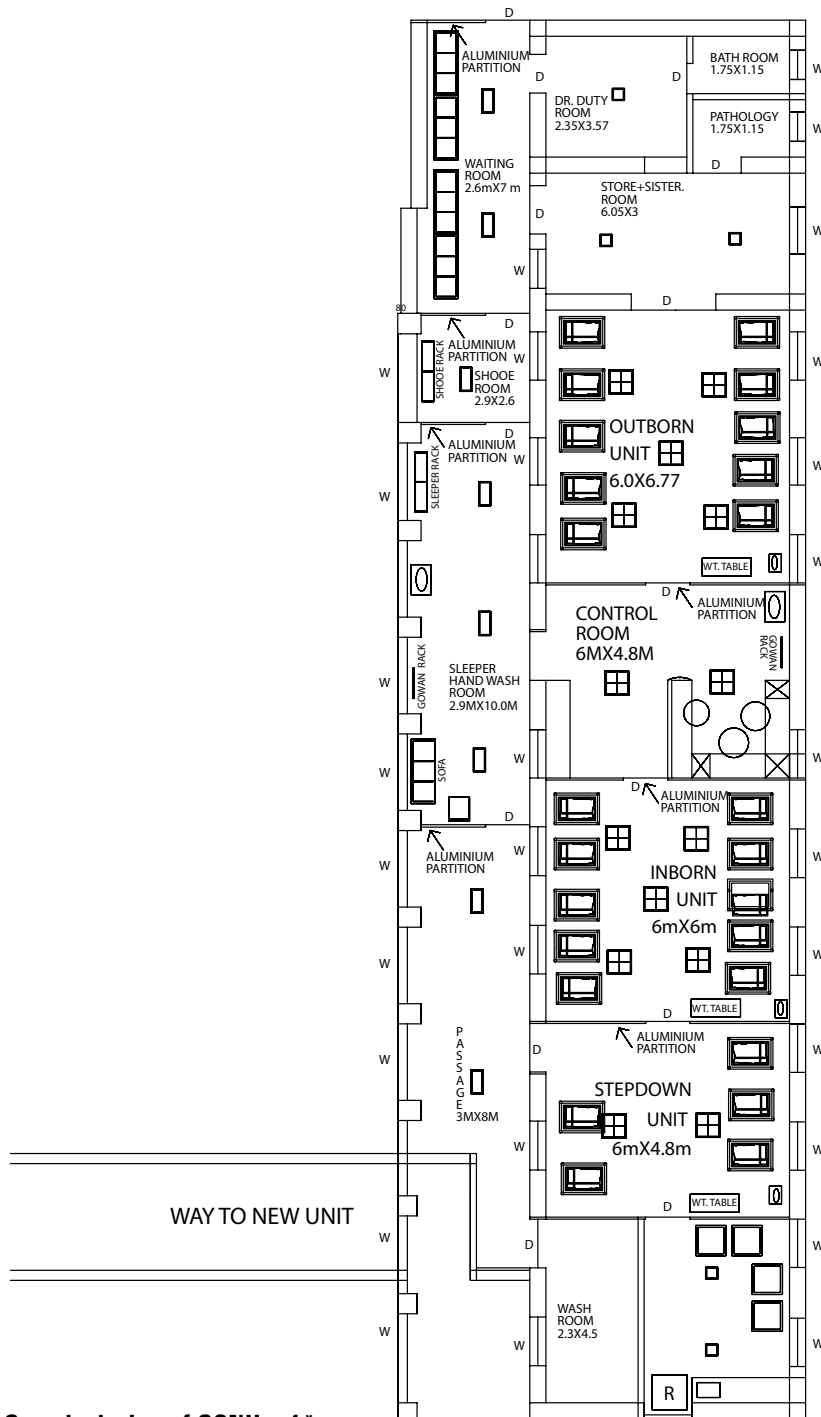 D
ALUMINIUM
PARTITION
D
D
BATH ROOM
1.75X1.15
W
DR. DUTY
ROOM
2.35X3.57
PATHOLOGY
1.75X1.15
W
WAITING
ROOM
2.6mX7 m
D
STORE+SISTER.
ROOM
6.05X3
D
W
W
D
80
D
ALUMINIUM
PARTITION
W
W
W
SHOOE RACK
SHOOE
ROOM
2.9X2.6
D
ALUMINIUM
PARTITION
W
OUTBORN
UNIT
6.0X6.77
W
W
SLEEPER RACK
WT. TABLE
W
D
ALUMINIUM
PARTITION
CONTROL
ROOM
6MX4.8M
GOWAN
RACK
SLEEPER
HAND WASH
ROOM
2.9MX10.0M
GOWAN RACK
W
W
SOFA
W
W
D
ALUMINIUM
PARTITION
D
ALUMINIUM
PARTITION
W
W
W
INBORN
UNIT
6mX6m
W
W
W
WT. TABLE
D
PASSAGE
3MX8M
W
D
ALUMINIUM
PARTITION
W
STEPDOWN
UNIT
6mX4.8m
W
W
WT. TABLE
D
WAY TO NEW UNIT
W
D
W
WASH
ROOM
2.3X4.5
W
W
W
R